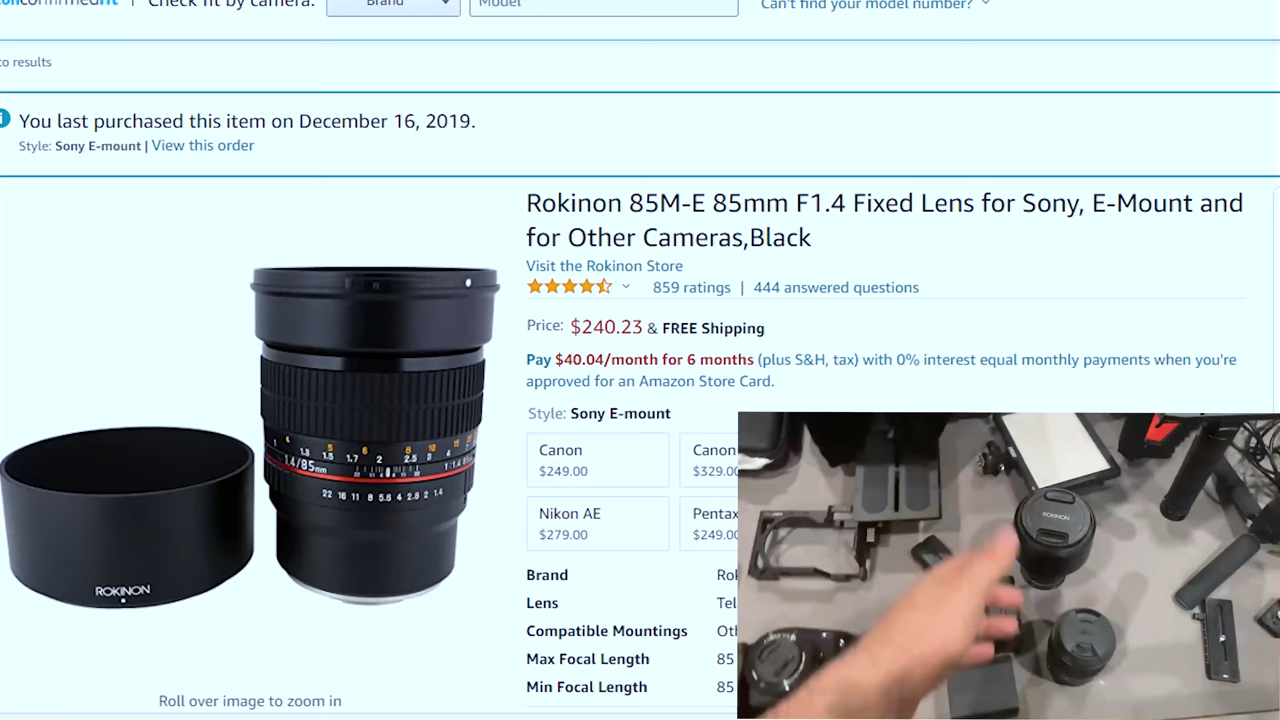 Check fit by camera:
Brand
Model
Can't find your model number?
to results
You last purchased this item on December 16, 2019.
Style: Sony E-mount | View this order
Rokinon 85M-E 85mm F1.4 Fixed Lens for Sony, E-Mount and
for Other Cameras,Black
Visit the Rokinon Store
859 ratings | 444 answered questions
Price: $240.23 & FREE Shipping
Pay $40.04/month for 6 months (plus S&H, tax) with 0% interest equal monthly payments when you're
approved for an Amazon Store Card.
Style: Sony E-mount
Canon
$249.00
Canon
$329.00
Nikon AE
$279.00
Pentax
$249.00
Brand
Lens
Compatible Mountings
Max Focal Length 85
Min Focal Length 85
1.4/85mm
22 16 11 8 5.6 4 2.8 2 1.4
ROKINON
ROKINON
Roll over image to zoom in